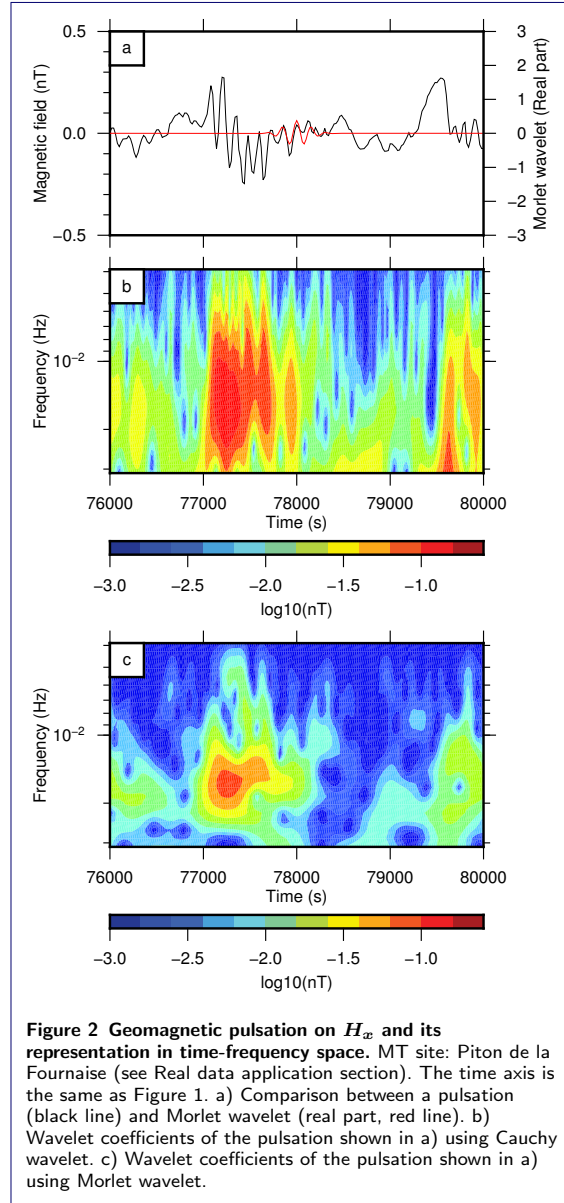 a
Magnetic field (nT)
0.5
0.0
−0.5
3
2
1
0
−1
−2
−3
Morlet wavelet (Real part)
76000 77000 78000 79000 80000
b
Frequency (Hz)
10−2
76000 77000 78000 79000 80000
Time (s)
−3.0 −2.5 −2.0 −1.5 −1.0
log10(nT)
c
Frequency (Hz)
10−2
76000 77000 78000 79000 80000
Time (s)
−3.0 −2.5 −2.0 −1.5 −1.0
log10(nT)
Figure 2 Geomagnetic pulsation on Hx and its
representation in time-frequency space. MT site: Piton de la
Fournaise (see Real data application section). The time axis is
the same as Figure 1. a) Comparison between a pulsation
(black line) and Morlet wavelet (real part, red line). b)
Wavelet coefficients of the pulsation shown in a) using Cauchy
wavelet. c) Wavelet coefficients of the pulsation shown in a)
using Morlet wavelet.